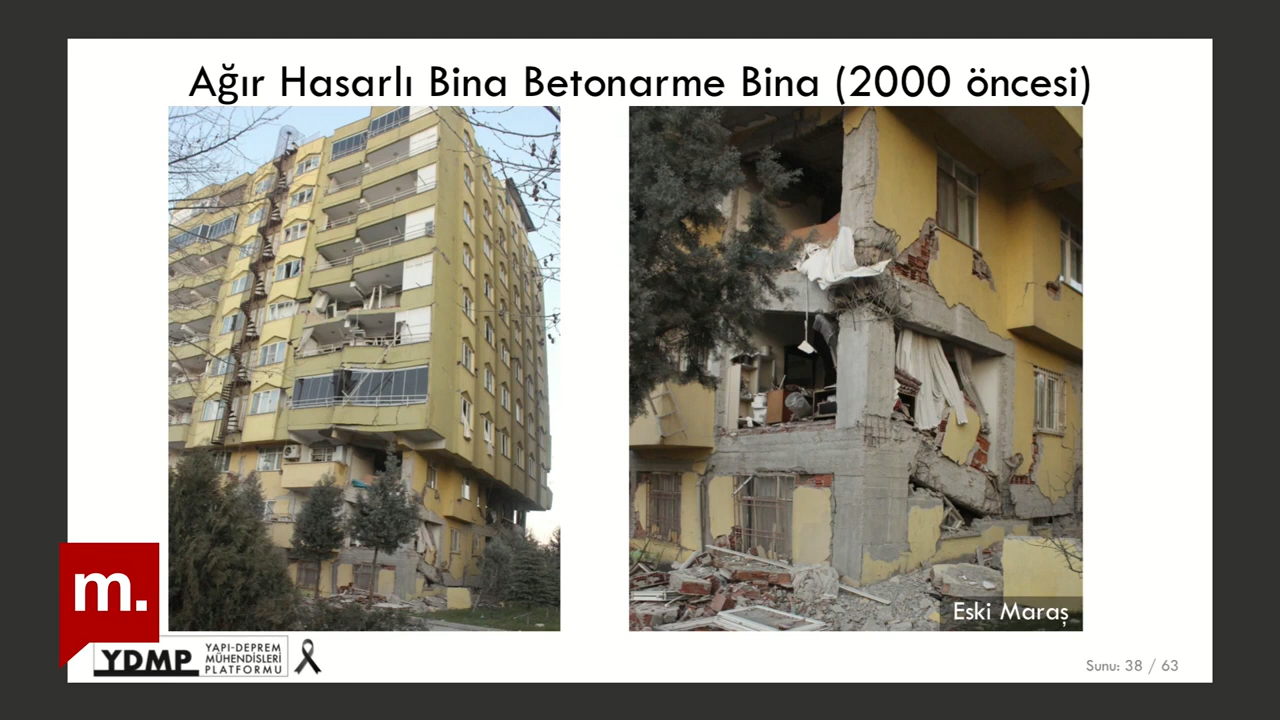 Ağır Hasarlı Bina Betonarme Bina (2000 öncesi)
Eski Maraş
m.
YDMP
YAPI-DEPREM
MÜHENDİSLERİ
PLATFORMU
Sunu: 38 / 63